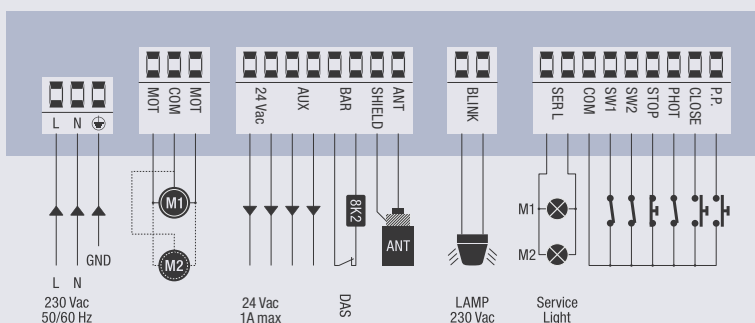 L N
MOT COM MOT
24 Vac AUX BAR SHIELD ANT
BLINK
SER L COM SW1 SW2 STOP PHOT CLOSE P.P.
M1
M2
8K2
ANT
M1
M2
GND
L N
230 Vac
50/60 Hz
24 Vac
1A max
DAS
LAMP
230 Vac
Service
Light